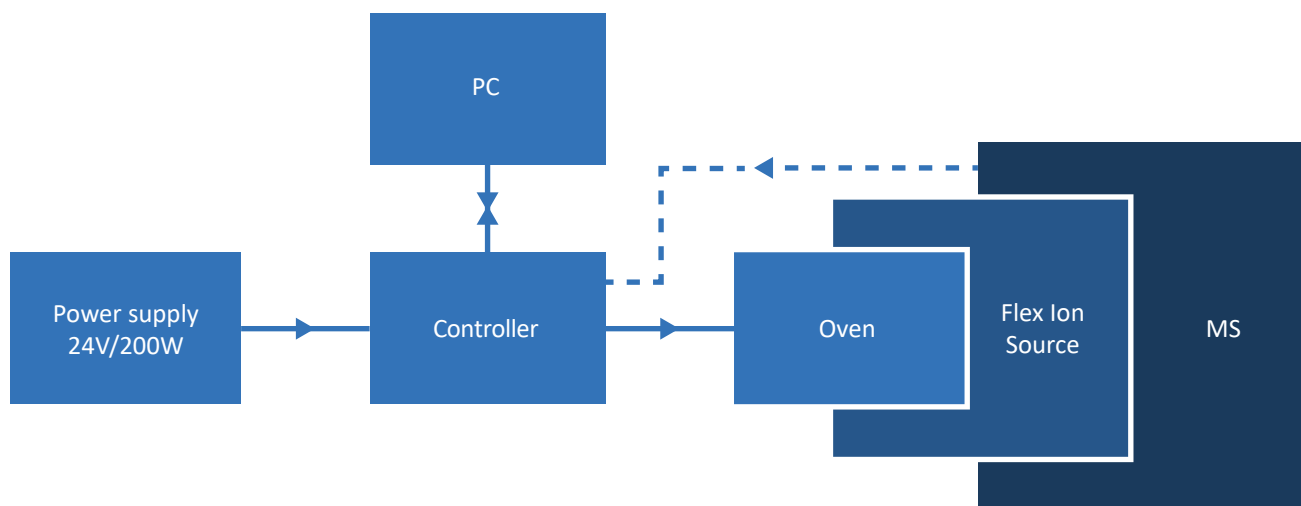 PC
Power supply
24V/200W
Controller
Oven
Flex Ion
Source
MS